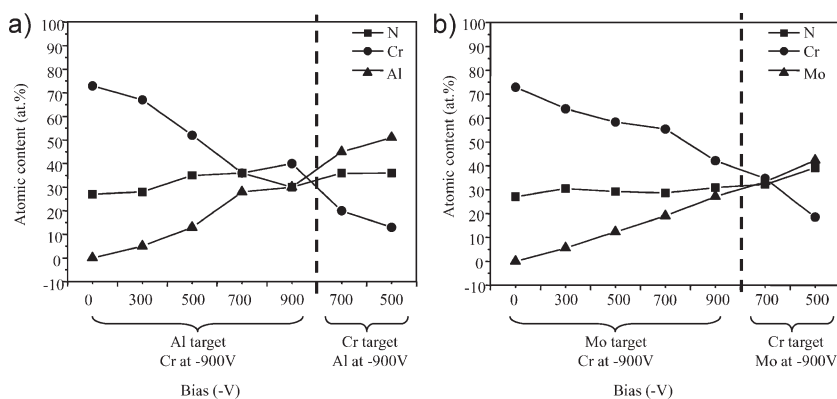 a)
Atomic content (at.%)
100
90
80
70
60
50
40
30
20
10
0
-10
N
Cr
Al
0 300 500 700 900 700 500
Al target
Cr at -900V
Cr target
Al at -900V
Bias (-V)
b)
Atomic content (at.%)
100
90
80
70
60
50
40
30
20
10
0
-10
N
Cr
Mo
0 300 500 700 900 700 500
Mo target
Cr at -900V
Cr target
Mo at -900V
Bias (-V)